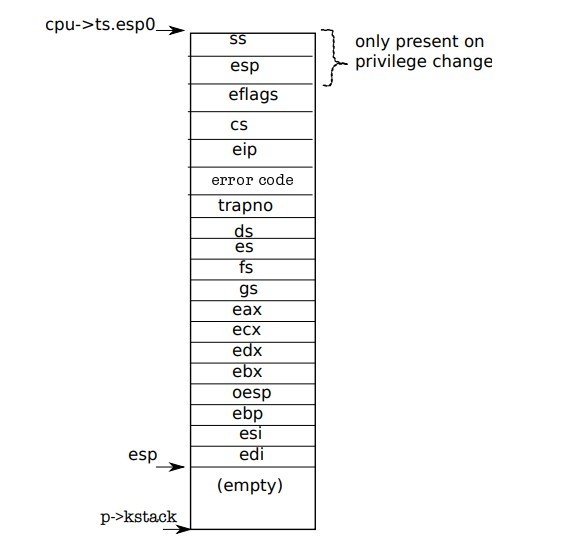 cpu->ts.esp0
ss
only present on
privilege change
esp
eflags
cs
eip
error code
trapno
ds
es
fs
gs
eax
ecx
edx
ebx
oesp
ebp
esi
esp
edi
(empty)
p->kstack